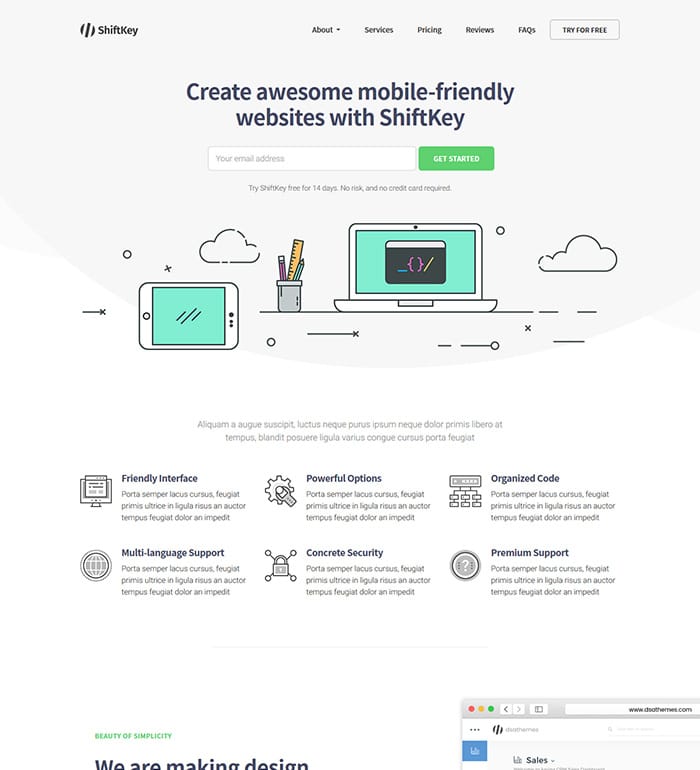 ShiftKey
About
Services
Pricing
Reviews
FAQs
TRY FOR FREE
Create awesome mobile-friendly
websites with ShiftKey
Your email address
GET STARTED
Try ShiftKey free for 14 days. No risk, and no credit card required.
_{}/
Aliquam a augue suscipit, luctus neque purus ipsum neque dolor primis libero at
tempus, blandit posuere ligula varius congue cursus porta feugiat
Friendly Interface
Porta semper lacus cursus, feugiat
primis ultrice in ligula risus an auctor
tempus feugiat dolor an impedit
Powerful Options
Porta semper lacus cursus, feugiat
primis ultrice in ligula risus an auctor
tempus feugiat dolor an impedit
Organized Code
Porta semper lacus cursus, feugiat
primis ultrice in ligula risus an auctor
tempus feugiat dolor an impedit
Multi-language Support
Porta semper lacus cursus, feugiat
primis ultrice in ligula risus an auctor
tempus feugiat dolor an impedit
Concrete Security
Porta semper lacus cursus, feugiat
primis ultrice in ligula risus an auctor
tempus feugiat dolor an impedit
Premium Support
Porta semper lacus cursus, feugiat
primis ultrice in ligula risus an auctor
tempus feugiat dolor an impedit
BEAUTY OF SIMPLICITY
We are making design
www.dsathemes.com
dsathemes
Sales